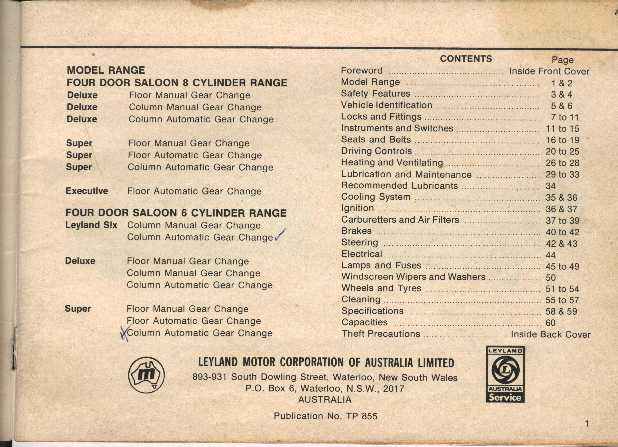 MODEL RANGE
FOUR DOOR SALOON 8 CYLINDER RANGE
Deluxe Floor Manual Gear Change
Deluxe Column Manual Gear Change
Deluxe Column Automatic Gear Change
Super Floor Manual Gear Change
Super Floor Automatic Gear Change
Super Column Automatic Gear Change
Executive Floor Automatic Gear Change
FOUR DOOR SALOON 6 CYLINDER RANGE
Leyland Six Column Manual Gear Change
Column Automatic Gear Change
Deluxe Floor Manual Gear Change
Column Manual Gear Change
Column Automatic Gear Change
Super Floor Manual Gear Change
Floor Automatic Gear Change
Column Automatic Gear Change
CONTENTS Page
Foreword Inside Front Cover
Model Range 1 & 2
Safety Features 3 & 4
Vehicle Identification 5 & 6
Locks and Fittings 7 to 11
Instruments and Switches 11 to 15
Seats and Belts 16 to 19
Driving Controls 20 to 25
Heating and Ventilating 26 to 28
Lubrication and Maintenance 29 to 33
Recommended Lubricants 34
Cooling System 35 & 36
Ignition 36 & 37
Carburetters and Air Filters 37 to 39
Brakes 40 to 42
Steering 42 & 43
Electrical 44
Lamps and Fuses 45 to 49
Windscreen Wipers and Washers 50
Wheels and Tyres 51 to 54
Cleaning 55 to 57
Specifications 58 & 59
Capacities 60
Theft Precautions Inside Back Cover
LEYLAND MOTOR CORPORATION OF AUSTRALIA LIMITED
893-931 South Dowling Street, Waterloo, New South Wales
P.O. Box 6, Waterloo, N.S.W., 2017
AUSTRALIA
Publication No. TP 855
m
LEYLAND
AUSTRALIA
Service
1